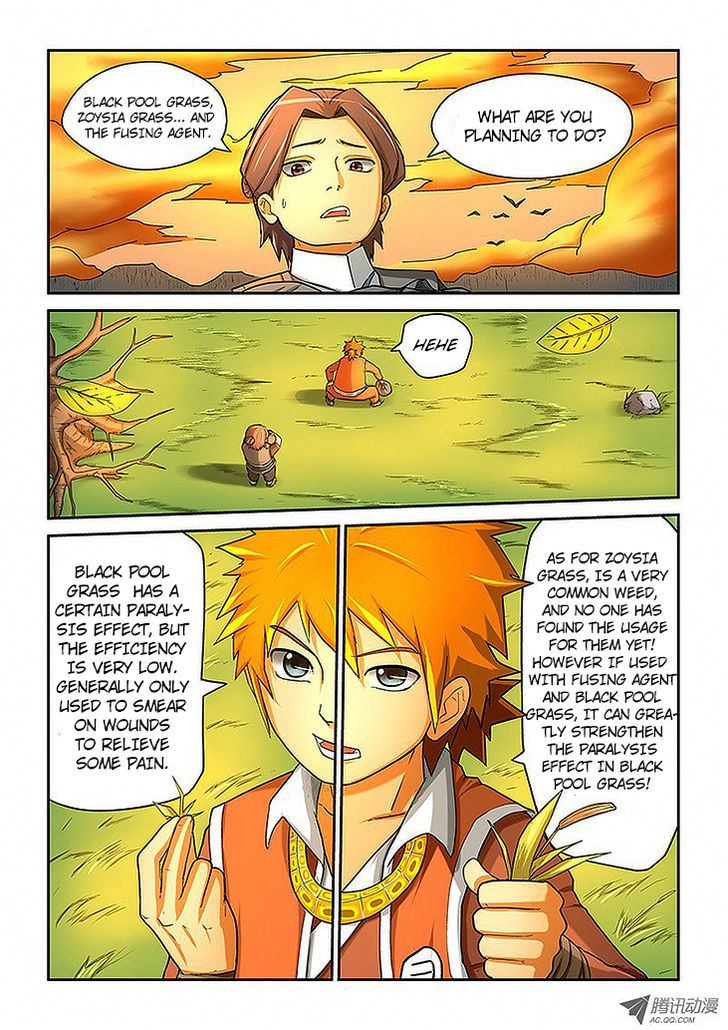 BLACK POOL GRASS,
ZOYSIA GRASS... AND
THE FUSING AGENT.
WHAT ARE YOU
PLANNING TO DO?
HEHE
BLACK POOL
GRASS HAS A
CERTAIN PARALY-
SIS EFFECT, BUT
THE EFFICIENCY
IS VERY LOW.
GENERALLY ONLY
USED TO SMEAR
ON WOUNDS
TO RELIEVE
SOME PAIN.
AS FOR ZOYSIA
GRASS, IS A VERY
COMMON WEED,
AND NO ONE HAS
FOUND THE USAGE
FOR THEM YET!
HOWEVER IF USED
WITH FUSING AGENT
AND BLACK POOL
GRASS, IT CAN GREA-
TLY STRENGTHEN
THE PARALYSIS
EFFECT IN BLACK
POOL GRASS!
腾讯动漫
AC.QQ.COM